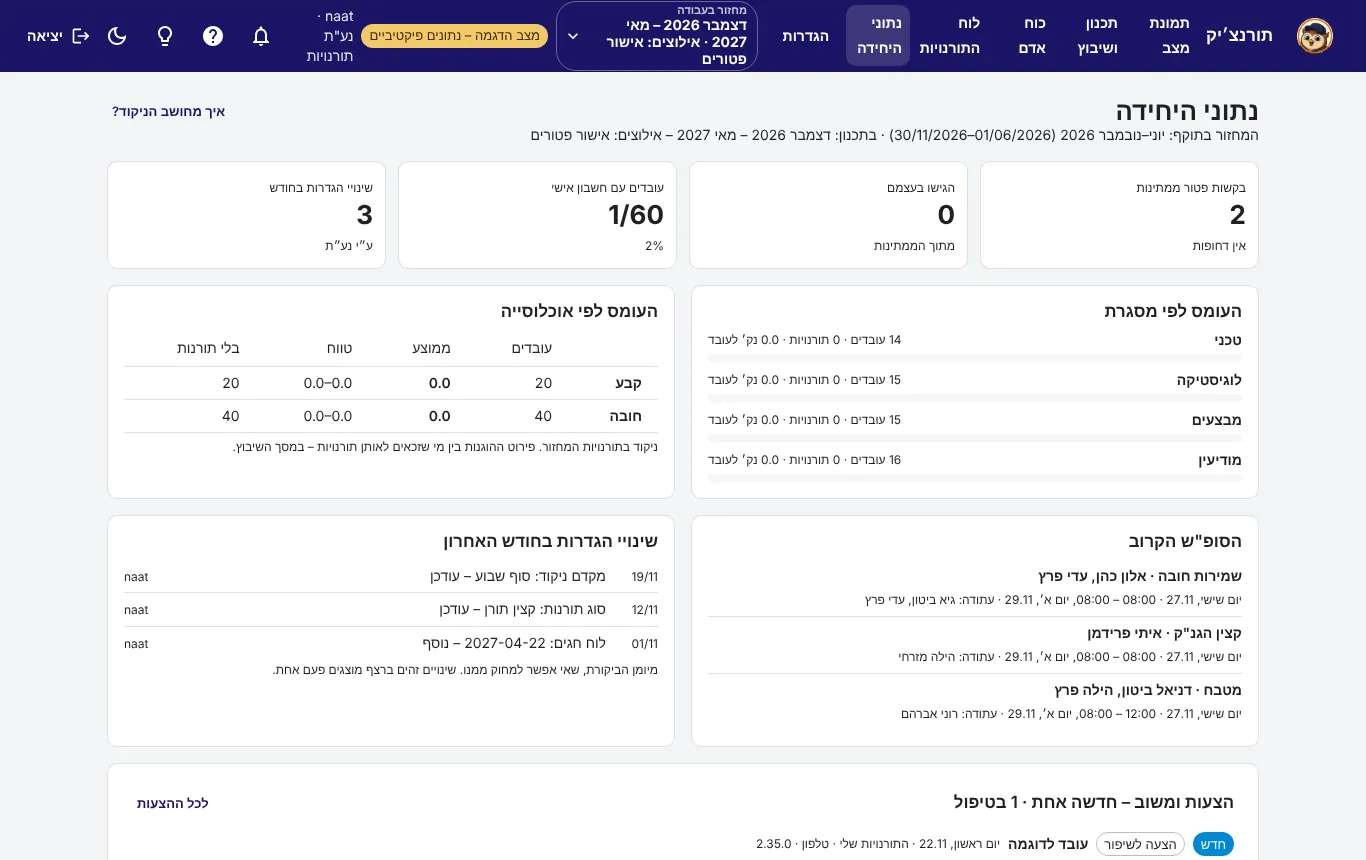 תורנצ׳יק
תמונת
מצב
תכנון
ושיבוץ
כוח
אדם
לוח
התורנויות
נתוני
היחידה
הגדרות
מחזור בעבודה
דצמבר 2026 – מאי
2027 · אילוצים: אישור
פטורים
מצב הדגמה – נתונים פיקטיביים
naat ·
נע"ת
תורנויות
יציאה
נתוני היחידה
איך מחושב הניקוד?
המחזור בתוקף: יוני–נובמבר 2026 (01/06/2026–30/11/2026) · בתכנון: דצמבר 2026 – מאי 2027 – אילוצים: אישור פטורים
בקשות פטור ממתינות
2
אין דחופות
הגישו בעצמם
0
מתוך הממתינות
עובדים עם חשבון אישי
1/60
2%
שינויי הגדרות בחודש
3
ע״י נע״ת
העומס לפי מסגרת
טכני 14 עובדים · 0 תורנויות · 0.0 נק׳ לעובד
לוגיסטיקה 15 עובדים · 0 תורנויות · 0.0 נק׳ לעובד
מבצעים 15 עובדים · 0 תורנויות · 0.0 נק׳ לעובד
מודיעין 16 עובדים · 0 תורנויות · 0.0 נק׳ לעובד
העומס לפי אוכלוסייה
עובדים ממוצע טווח בלי תורנות
קבע 20 0.0 0.0–0.0 20
חובה 40 0.0 0.0–0.0 40
ניקוד בתורנויות המחזור. פירוט ההוגנות בין מי שזכאים לאותן תורנויות – במסך השיבוץ.
הסופ"ש הקרוב
שמירות חובה · אלון כהן, עדי פרץ
יום שישי, 27.11 · 08:00 – 08:00, יום א׳, 29.11 · עתודה: גיא ביטון, עדי פרץ
קצין הגנ"ק · איתי פרידמן
יום שישי, 27.11 · 08:00 – 08:00, יום א׳, 29.11 · עתודה: הילה מזרחי
מטבח · דניאל ביטון, הילה פרץ
יום שישי, 27.11 · 12:00 – 08:00, יום א׳, 29.11 · עתודה: רוני אברהם
שינויי הגדרות בחודש האחרון
19/11 מקדם ניקוד: סוף שבוע – עודכן naat
12/11 סוג תורנות: קצין תורן – עודכן naat
01/11 לוח חגים: 2027-04-22 – נוסף naat
מיומן הביקורת, שאי אפשר למחוק ממנו. שינויים זהים ברצף מוצגים פעם אחת.
הצעות ומשוב – חדשה אחת · 1 בטיפול
לכל ההצעות
חדש הצעה לשיפור עובד לדוגמה יום ראשון, 22.11 · התורנויות שלי · טלפון · 2.35.0